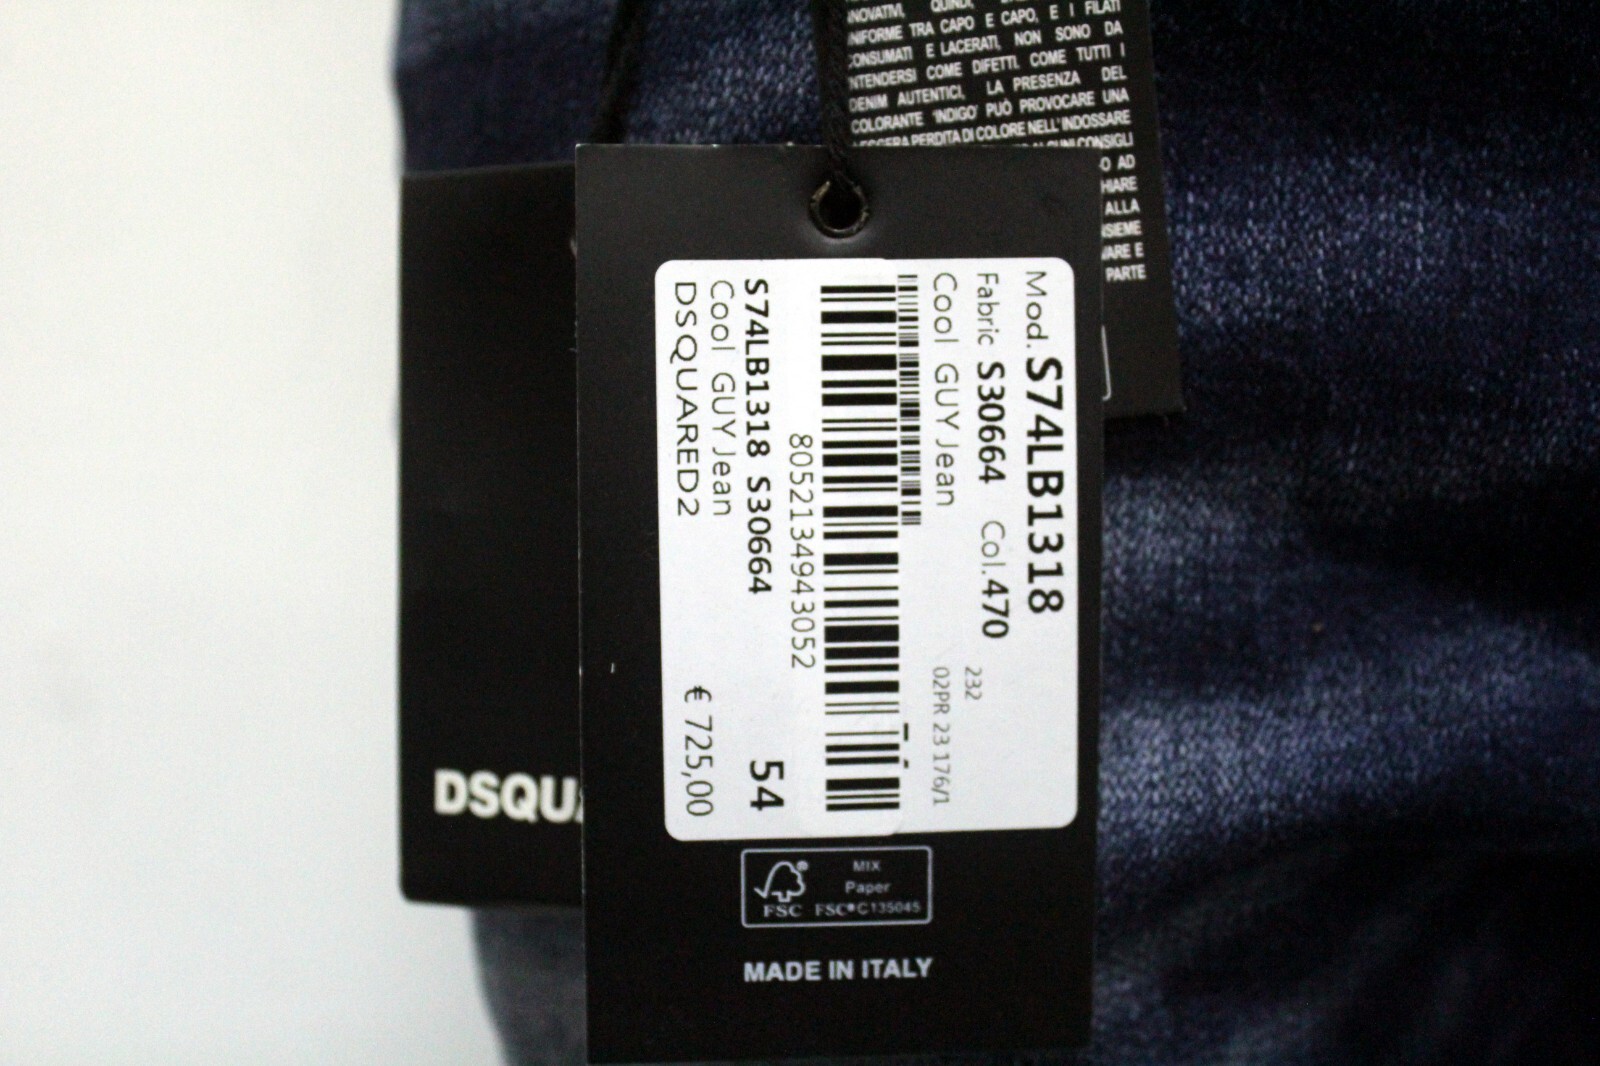 INNOVATIVI, QUINDI,
UNIFORME TRA CAPO E CAPO, E I FILATI
CONSUMATI E LACERATI, NON SONO DA
INTENDERSI COME DIFETTI. COME TUTTI I
DENIM AUTENTICI, LA PRESENZA DEL
COLORANTE 'INDIGO' PUÒ PROVOCARE UNA
LEGGERA PERDITA DI COLORE NELL'INDOSSARE
ALCUNI CONSIGLI
AD
ALLA
E
PARTE
Mod. S74LB1318
Fabric S30664 Col. 470
232
Cool GUY Jean
02PR 23 176/1
8052134943052
S74LB1318 S30664 54
Cool GUY Jean
DSQUARED2
€ 725,00
DSQUA
FSC
MIX
Paper
FSC® C135045
MADE IN ITALY